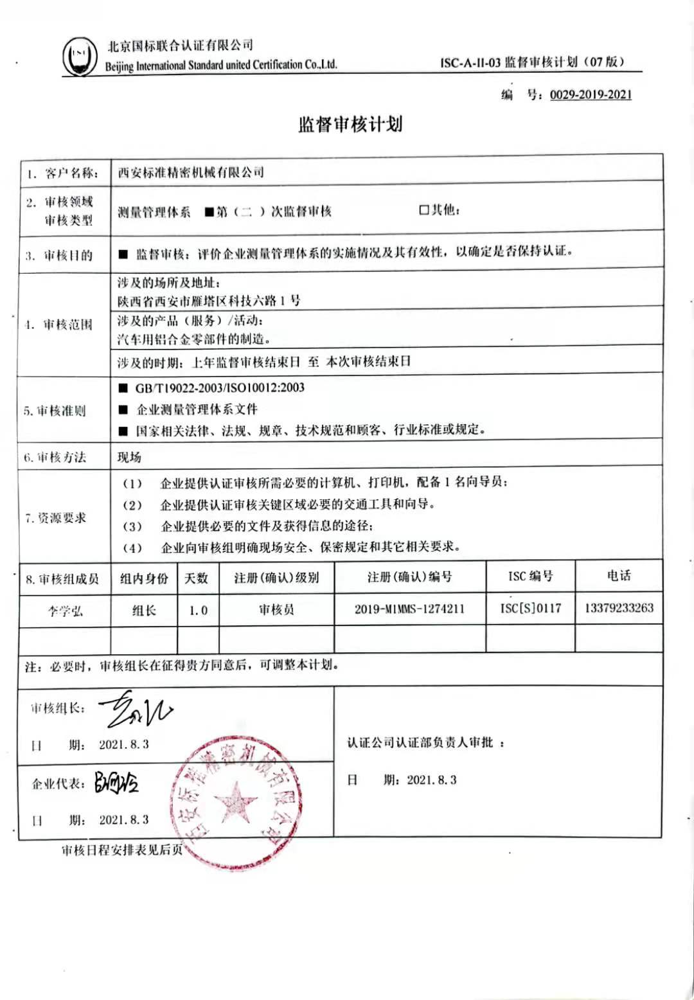 北京国标联合认证有限公司
Beijing International Standard united Certification Co.,Ltd.
ISC-A-II-03 监督审核计划（07 版）
编 号：0029-2019-2021
监督审核计划
1. 客户名称： 西安标准精密机械有限公司
2. 审核领域
审核类型
测量管理体系 ■第（二 ）次监督审核 □其他：
3. 审核目的 ■ 监督审核：评价企业测量管理体系的实施情况及其有效性，以确定是否保持认证。
4. 审核范围
涉及的场所及地址：
陕西省西安市雁塔区科技六路 1 号
涉及的产品（服务）/活动：
汽车用铝合金零部件的制造。
涉及的时期：上年监督审核结束日 至 本次审核结束日
5.审核准则
■ GB/T19022-2003/ISO10012:2003
■ 企业测量管理体系文件
■ 国家相关法律、法规、规章、技术规范和顾客、行业标准或规定。
6.审核方法 现场
7.资源要求
（1） 企业提供认证审核所需必要的计算机、打印机，配备 1 名向导员；
（2） 企业提供认证审核关键区域必要的交通工具和向导。
（3） 企业提供必要的文件及获得信息的途径；
（4） 企业向审核组明确现场安全、保密规定和其它相关要求。
8.审核组成员 组内身份 天数 注册(确认)级别 注册(确认)编号 ISC 编号 电话
李学弘 组长 1.0 审核员 2019-M1MMS-1274211 ISC[S]0117 13379233263
注：必要时，审核组长在征得贵方同意后，可调整本计划。
审核组长：
日 期： 2021.8.3
企业代表：
日 期： 2021.8.3
认证公司认证部负责人审批 ：
日 期：2021.8.3
西安标准精密机械有限公司
审核日程安排表见后页